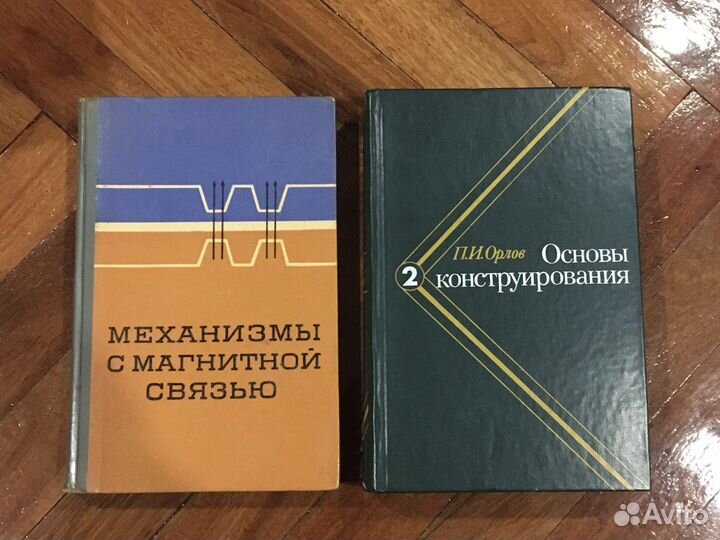 МЕХАНИЗМЫ
С МАГНИТНОЙ
СВЯЗЬЮ
П.И.Орлов Основы
2 конструирования
Avito